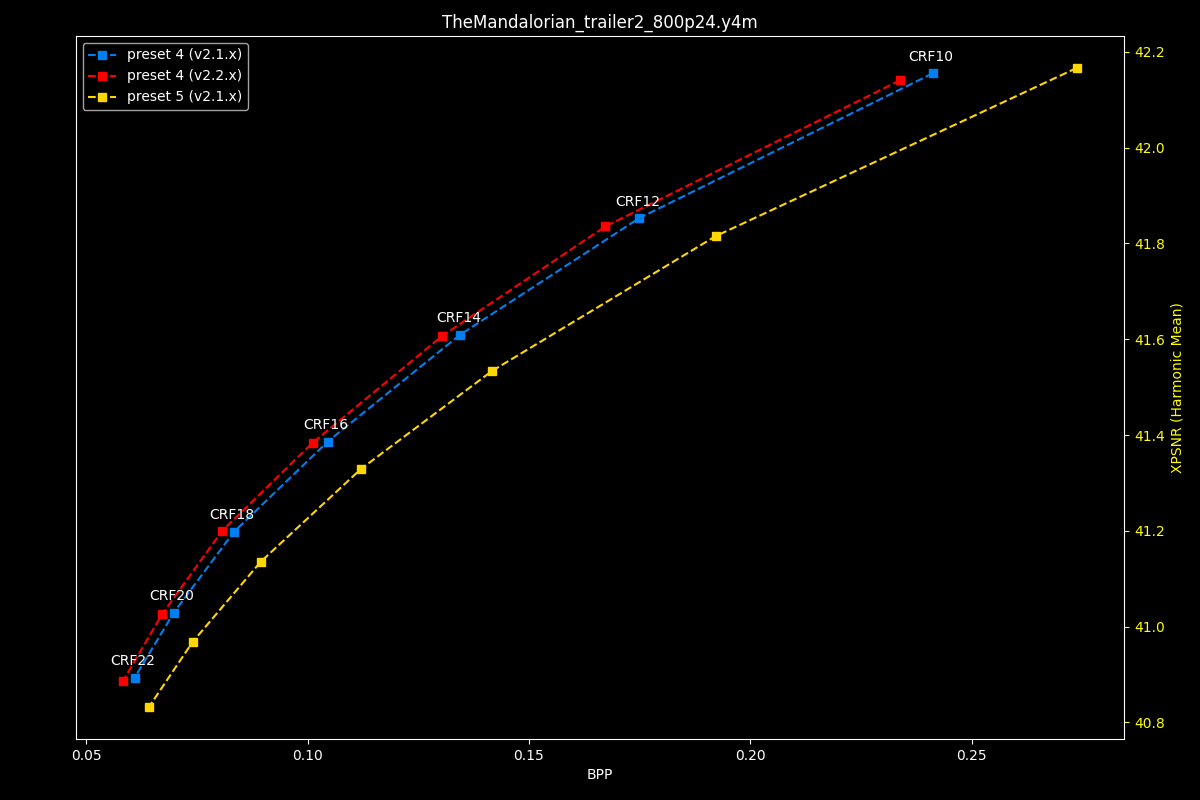 TheMandalorian_trailer2_800p24.y4m
preset 4 (v2.1.x)
preset 4 (v2.2.x)
preset 5 (v2.1.x)
CRF10
CRF12
CRF14
CRF16
CRF18
CRF20
CRF22
42.2
42.0
41.8
41.6
41.4
41.2
41.0
40.8
XPSNR (Harmonic Mean)
0.05 0.10 0.15 0.20 0.25
BPP